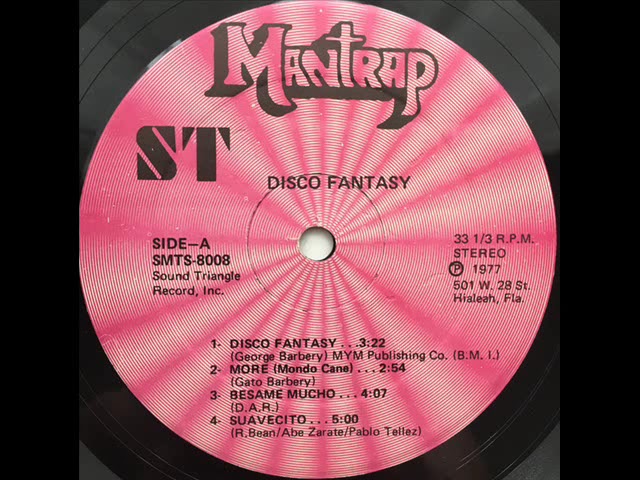 MANTRAP
ST
DISCO FANTASY
SIDE—A
SMTS-8008
Sound Triangle
Record, Inc.
33 1/3 R.P.M.
STEREO
Ⓟ 1977
501 W. 28 St.
Hialeah, Fla.
1- DISCO FANTASY . . .3:22
(George Barbery) MYM Publishing Co. (B.M.I.)
2- MORE (Mondo Cane) . . .2:54
(Gato Barbery)
3- BESAME MUCHO . . . 4:07
(D.A.R.)
4- SUAVECITO . . 5:00
(R.Bean/Abe Zarate/Pablo Tellez)